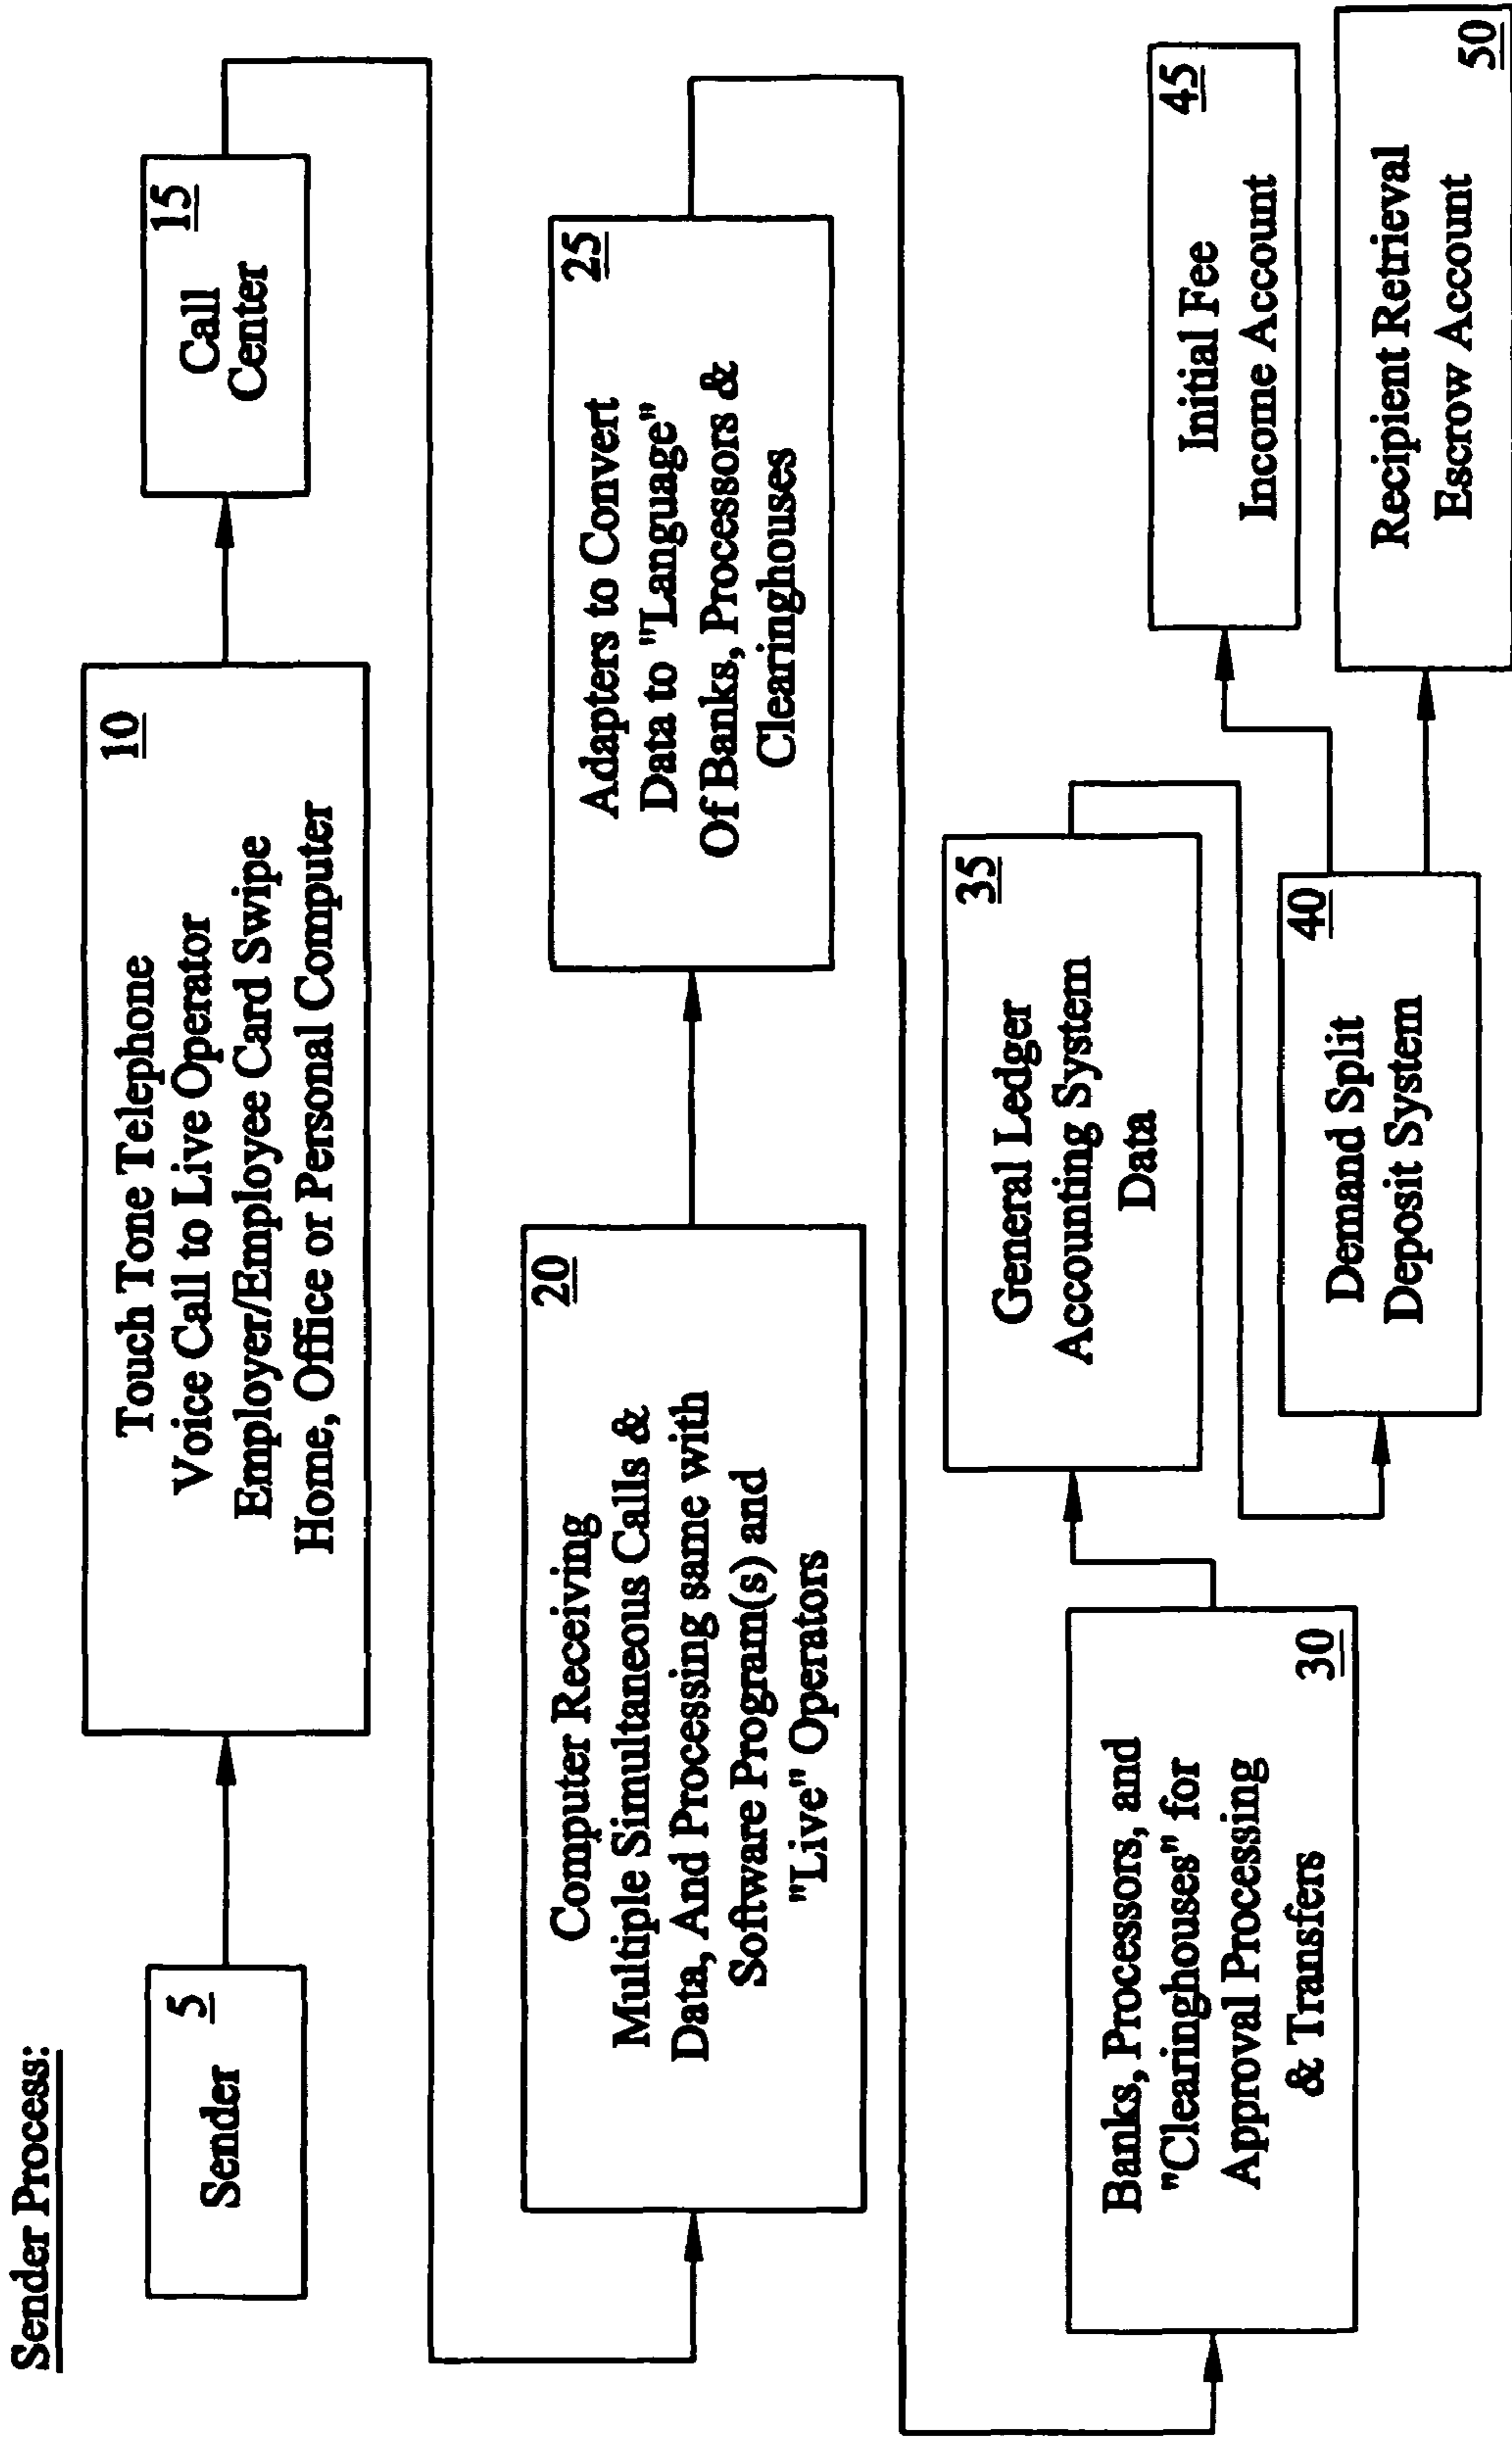 Sender Process:
Sender
5
Touch Tone Telephone
Voice Call to Live Operator
Employer/Employee Card Swipe
Home, Office or Personal Computer
10
Call
Center
15
Computer Receiving
Multiple Simultaneous Calls &
Data, And Processing same with
Software Program(s) and
"Live" Operators
20
Adapters to Convert
Data to "Language"
Of Banks, Processors &
Clearinghouses
25
Banks, Processors, and
"Clearinghouses" for
Approval Processing
& Transfers
30
General Ledger
Accounting System
Data
35
Demand Split
Deposit System
40
Initial Fee
Income Account
45
Recipient Retrieval
Escrow Account
50